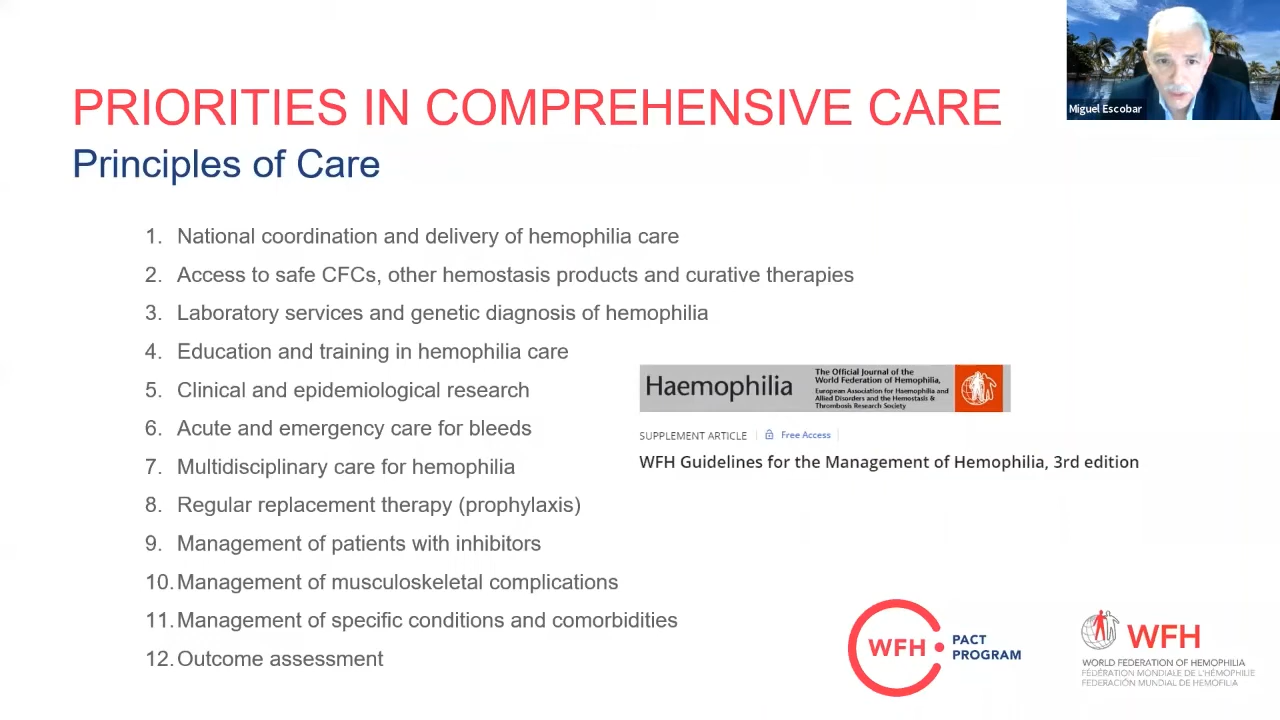 PRIORITIES IN COMPREHENSIVE CARE
Miguel Escobar
Principles of Care
1. National coordination and delivery of hemophilia care
2. Access to safe CFCs, other hemostasis products and curative therapies
3. Laboratory services and genetic diagnosis of hemophilia
4. Education and training in hemophilia care
5. Clinical and epidemiological research
6. Acute and emergency care for bleeds
7. Multidisciplinary care for hemophilia
8. Regular replacement therapy (prophylaxis)
9. Management of patients with inhibitors
10. Management of musculoskeletal complications
11. Management of specific conditions and comorbidities
12. Outcome assessment
Haemophilia
The Official Journal of the
World Federation of Hemophilia,
European Association for Haemophilia and
Allied Disorders and the Hemostasis &
Thrombosis Research Society
SUPPLEMENT ARTICLE
Free Access
WFH Guidelines for the Management of Hemophilia, 3rd edition
WFH
PACT
PROGRAM
WFH
WORLD FEDERATION OF HEMOPHILIA
FÉDÉRATION MONDIALE DE L'HÉMOPHILIE
FEDERACIÓN MUNDIAL DE HEMOFILIA